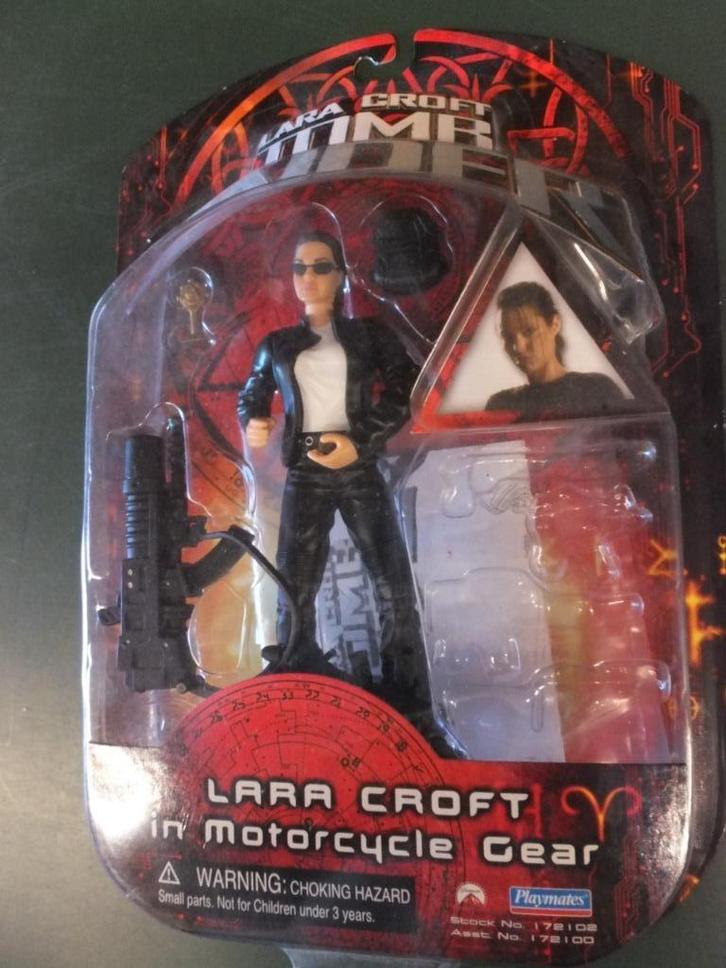 LARA CROFT
TOMB
LARA CROFT
in Motorcycle Gear
WARNING: CHOKING HAZARD
Small parts. Not for Children under 3 years.
Playmates
Stock No. 172102
Asst. No. 172100